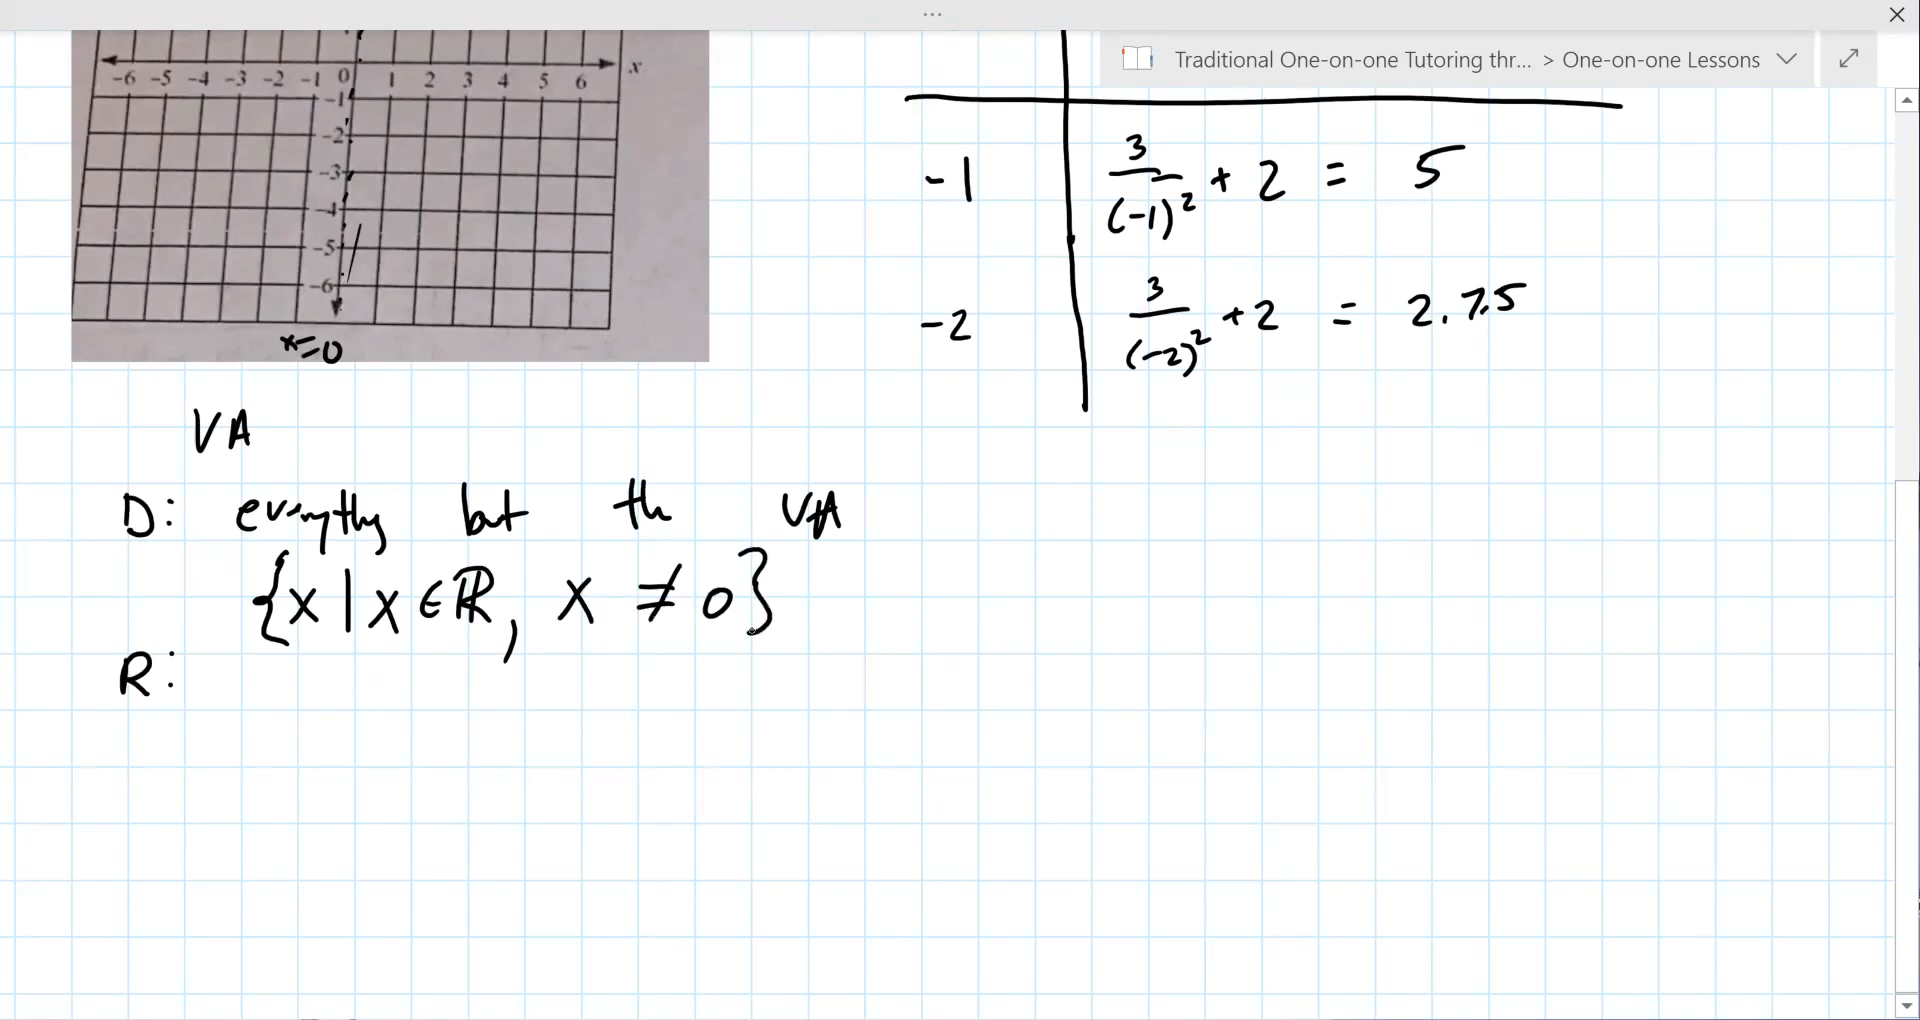 ...
Traditional One-on-one Tutoring thr... > One-on-one Lessons
-6 -5 -4 -3 -2 -1 0 1 2 3 4 5 6 x
-1
-2
-3
-4
-5
-6
x=0
-1 3/(-1)² + 2 = 5
-2 3/(-2)² + 2 = 2.75
VA
D: everything but the VA
{x | x ∈ ℝ, x ≠ 0}
R: